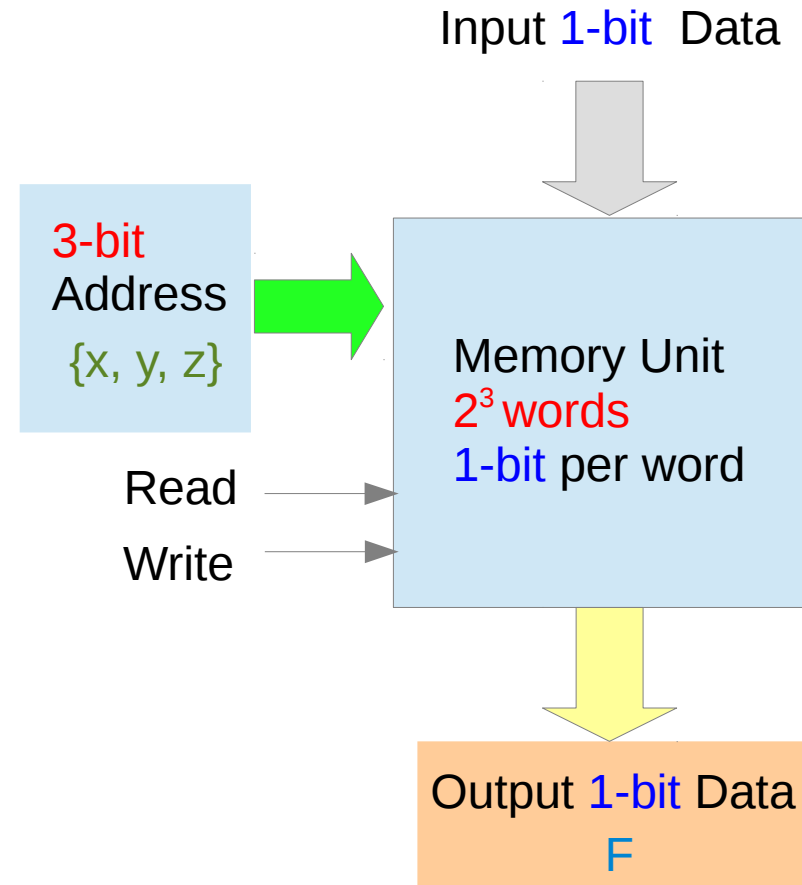 Input 1-bit Data
3-bit
Address
{x, y, z}
Memory Unit
2³ words
1-bit per word
Read
Write
Output 1-bit Data
F